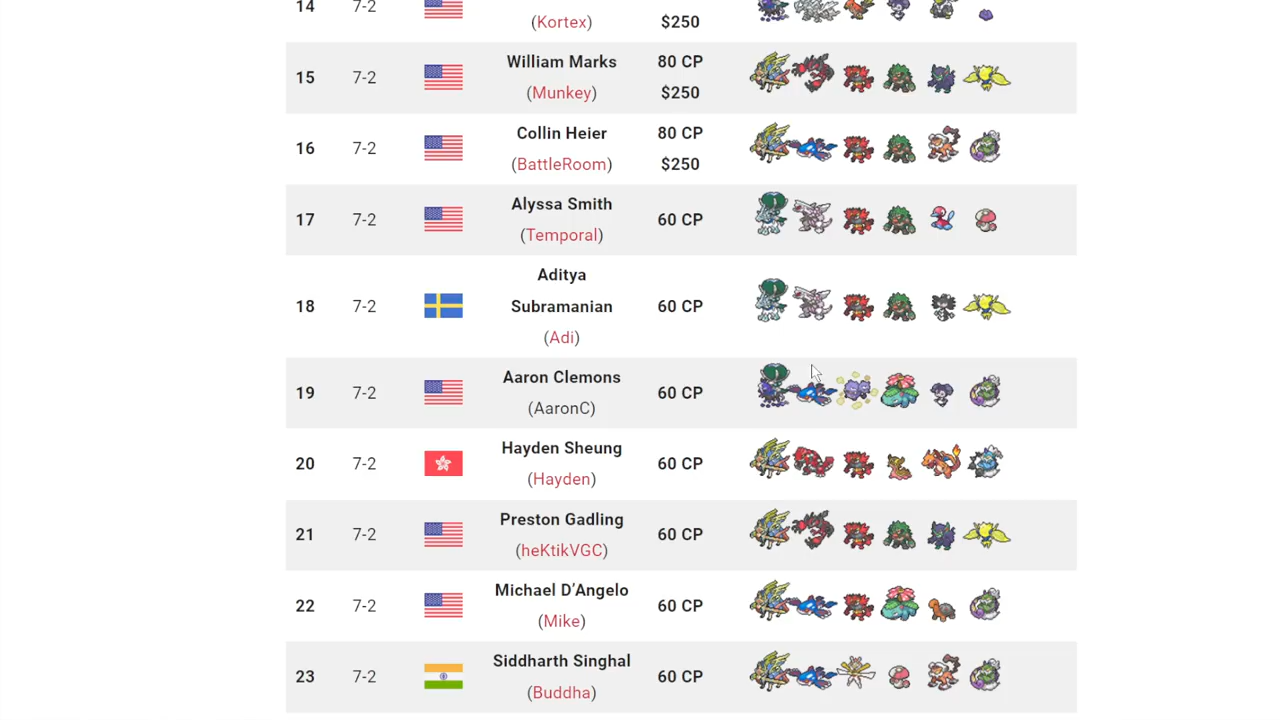 14 7-2
(Kortex) $250
William Marks 80 CP
15 7-2
(Munkey) $250
Collin Heier 80 CP
16 7-2
(BattleRoom) $250
Alyssa Smith
17 7-2 60 CP
(Temporal)
Aditya
18 7-2 Subramanian 60 CP
(Adi)
Aaron Clemons
19 7-2 60 CP
(AaronC)
Hayden Sheung
20 7-2 60 CP
(Hayden)
Preston Gadling
21 7-2 60 CP
(heKtikVGC)
Michael D’Angelo
22 7-2 60 CP
(Mike)
Siddharth Singhal
23 7-2 60 CP
(Buddha)